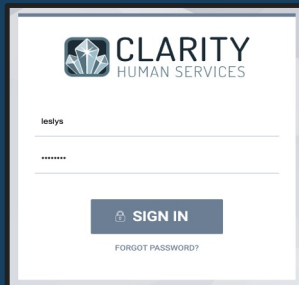 CLARITY
HUMAN SERVICES
leslys
••••••••
SIGN IN
FORGOT PASSWORD?